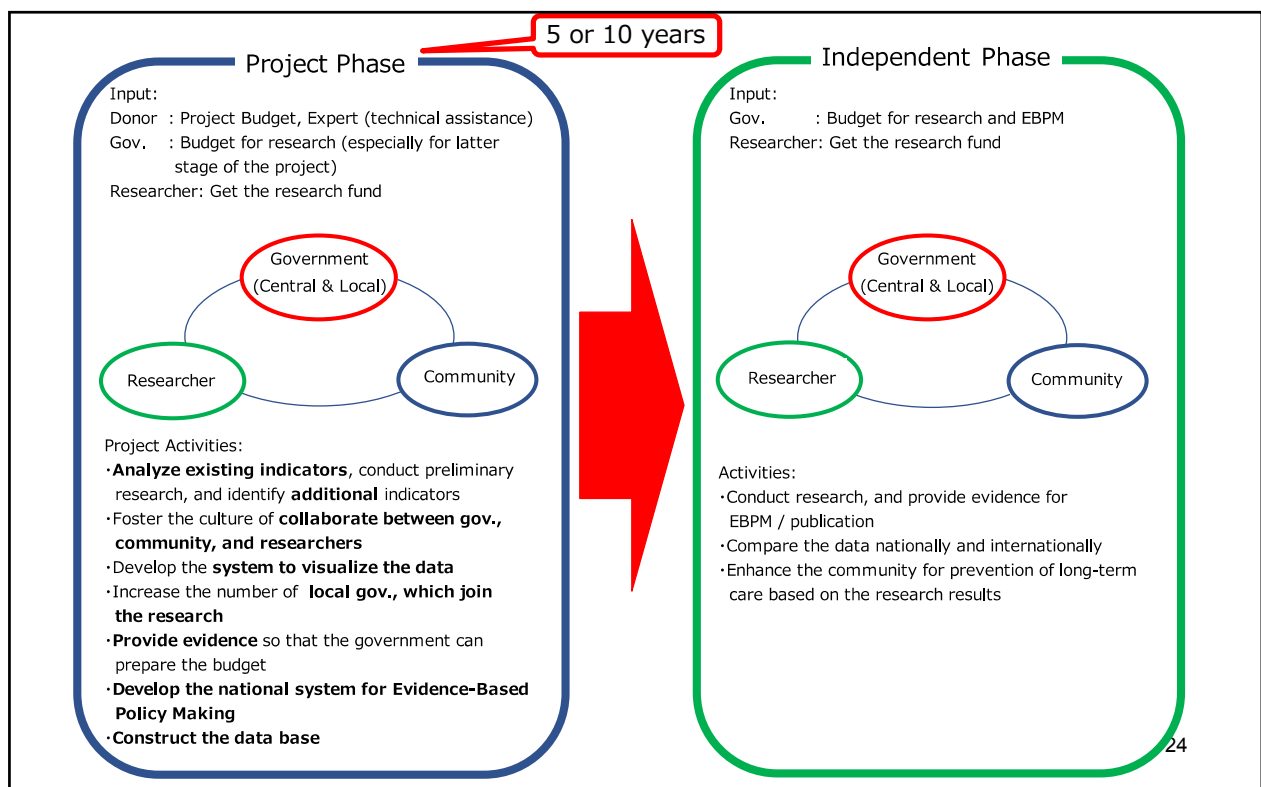 5 or 10 years
Project Phase
Input:
Donor : Project Budget, Expert (technical assistance)
Gov. : Budget for research (especially for latter
stage of the project)
Researcher: Get the research fund
Government
(Central & Local)
Researcher
Community
Project Activities:
・Analyze existing indicators, conduct preliminary
research, and identify additional indicators
・Foster the culture of collaborate between gov.,
community, and researchers
・Develop the system to visualize the data
・Increase the number of local gov., which join
the research
・Provide evidence so that the government can
prepare the budget
・Develop the national system for Evidence-Based
Policy Making
・Construct the data base
Independent Phase
Input:
Gov. : Budget for research and EBPM
Researcher: Get the research fund
Government
(Central & Local)
Researcher
Community
Activities:
・Conduct research, and provide evidence for
EBPM / publication
・Compare the data nationally and internationally
・Enhance the community for prevention of long-term
care based on the research results
24